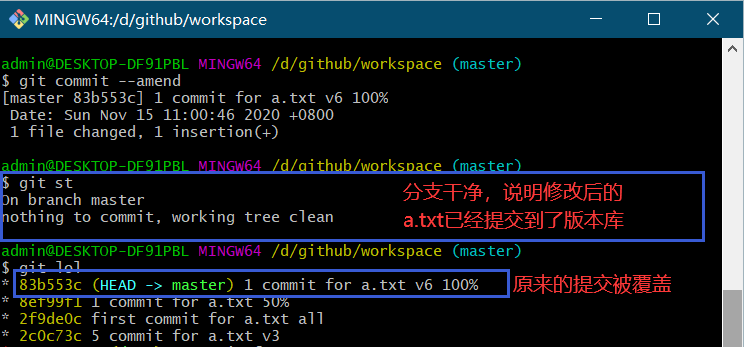 MINGW64:/d/github/workspace
admin@DESKTOP-DF91PBL MINGW64 /d/github/workspace (master)
$ git commit --amend
[master 83b553c] 1 commit for a.txt v6 100%
Date: Sun Nov 15 11:00:46 2020 +0800
1 file changed, 1 insertion(+)
admin@DESKTOP-DF91PBL MINGW64 /d/github/workspace (master)
$ git st
On branch master
nothing to commit, working tree clean
分支干净，说明修改后的
a.txt已经提交到了版本库
admin@DESKTOP-DF91PBL MINGW64 /d/github/workspace (master)
$ git lol
* 83b553c (HEAD -> master) 1 commit for a.txt v6 100%
原来的提交被覆盖
* 8ef99f1 1 commit for a.txt 50%
* 2f9de0c first commit for a.txt all
* 2c0c73c 5 commit for a.txt v3